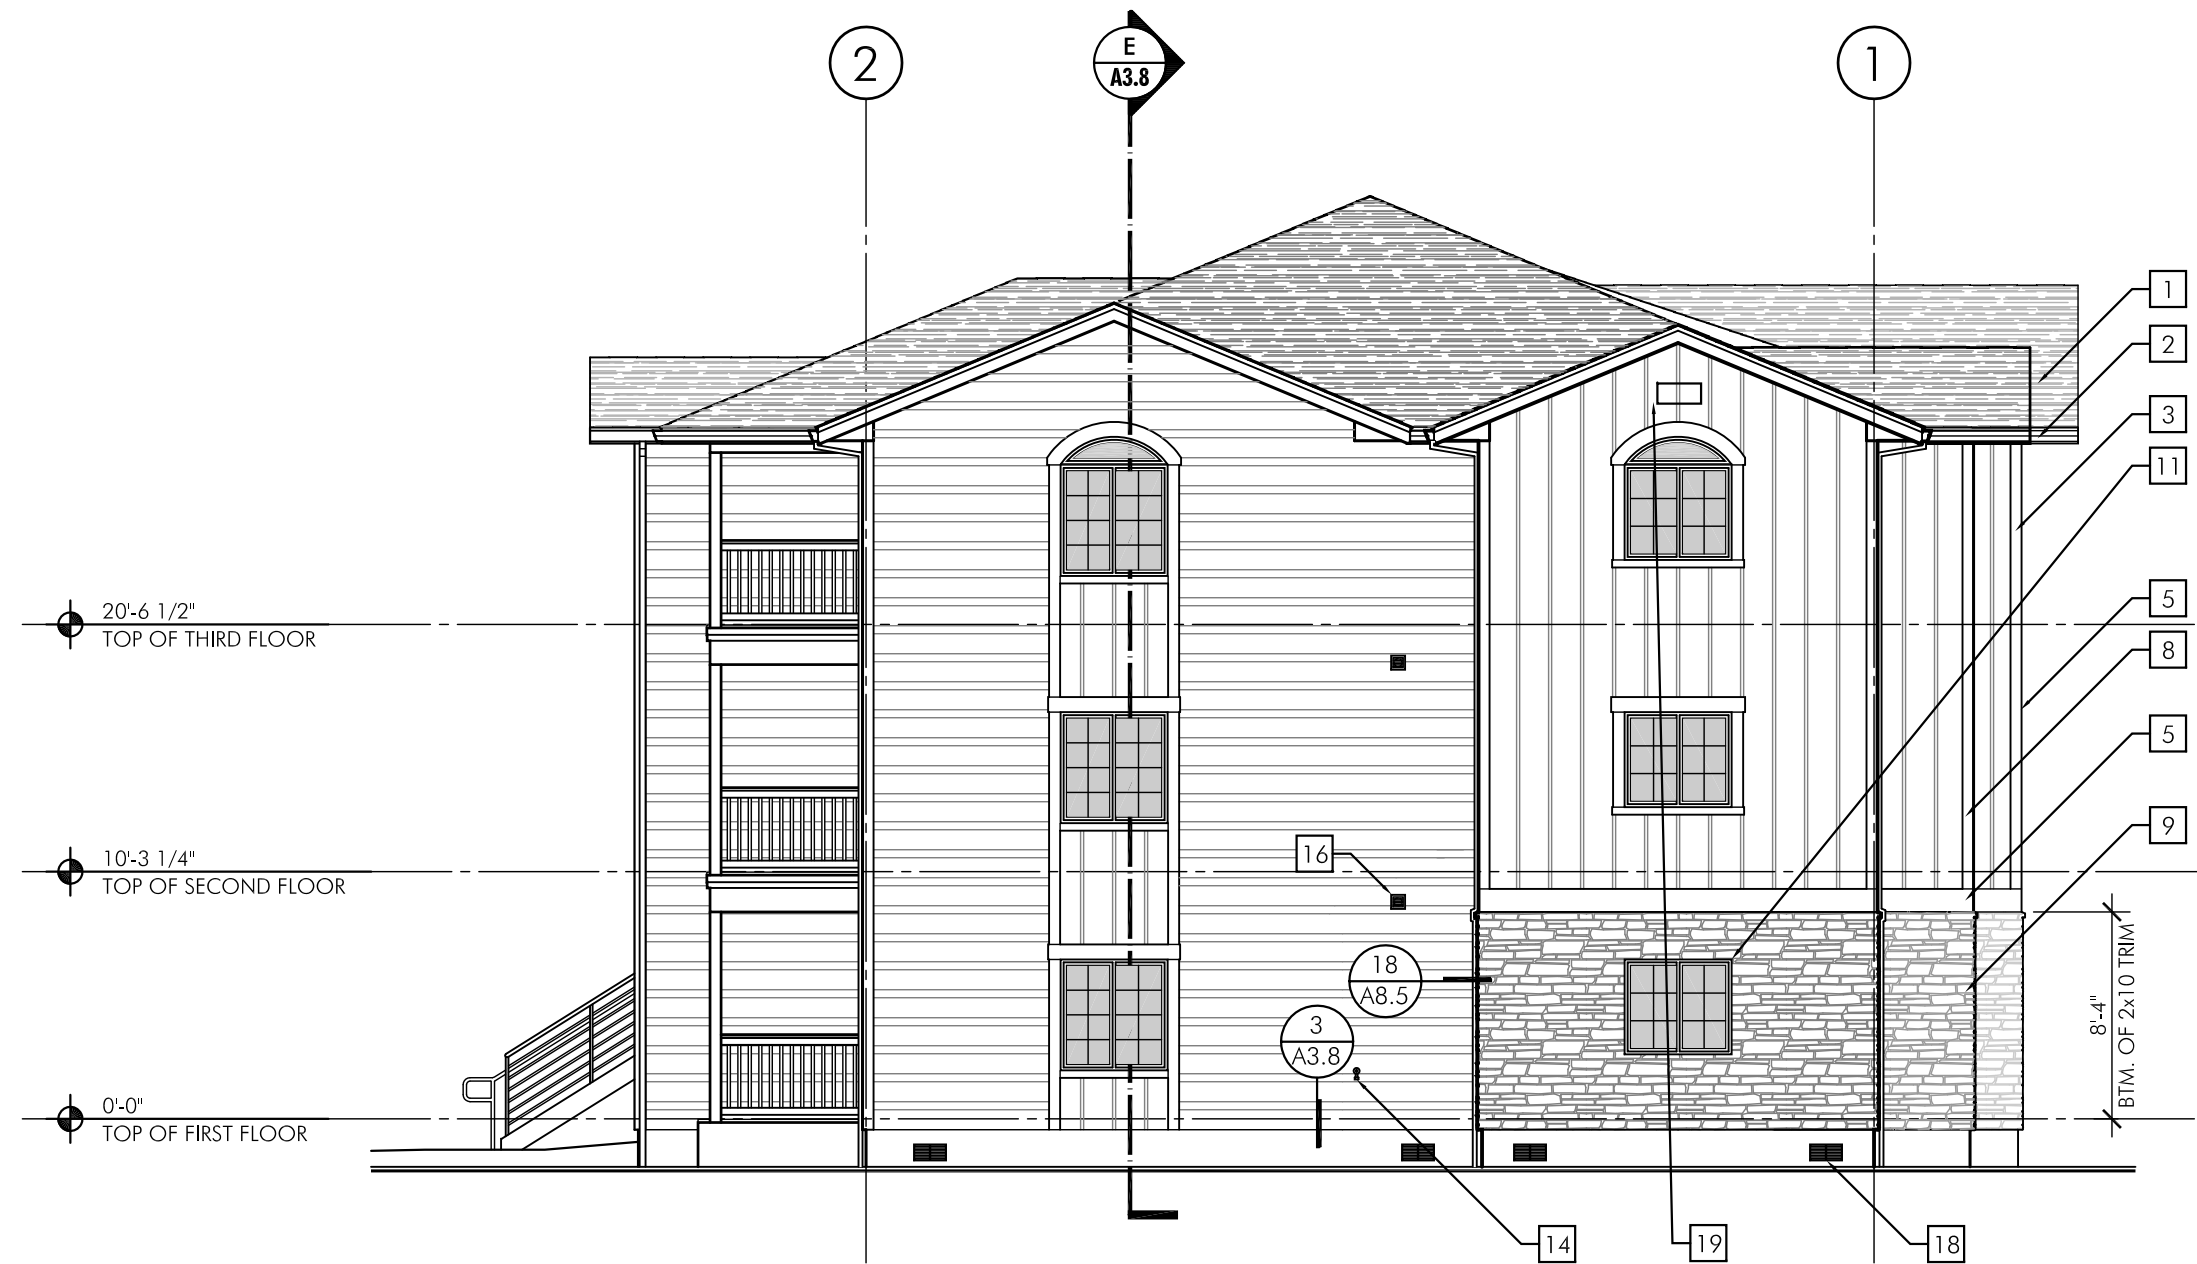 2
E
A3.8
1
1
2
3
11
20'-6 1/2"
TOP OF THIRD FLOOR
5
8
5
9
16
10'-3 1/4"
TOP OF SECOND FLOOR
18
A8.5
3
A3.8
8'-4"
BTM. OF 2x10 TRIM
0'-0"
TOP OF FIRST FLOOR
14
19
18